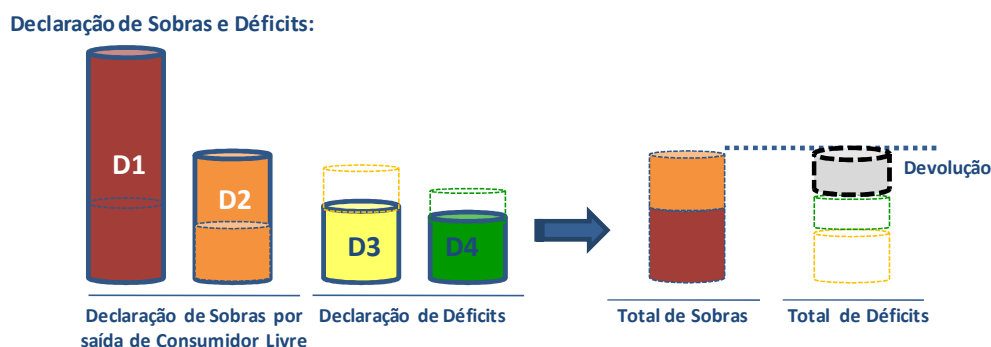 Declaração de Sobras e Déficits:
D1
D2
D3
D4
Devolução
Declaração de Sobras por
saída de Consumidor Livre
Declaração de Déficits
Total de Sobras
Total de Déficits